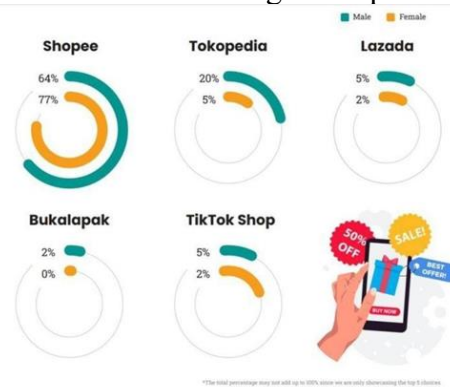 Male Female
Shopee
64%
77%
Tokopedia
20%
5%
Lazada
5%
2%
Bukalapak
2%
0%
TikTok Shop
5%
2%
50%
OFF
SALE!
BEST
OFFER!
BUY NOW
*The total percentage may not add up to 100% since we are only showcasing the top 5 choices